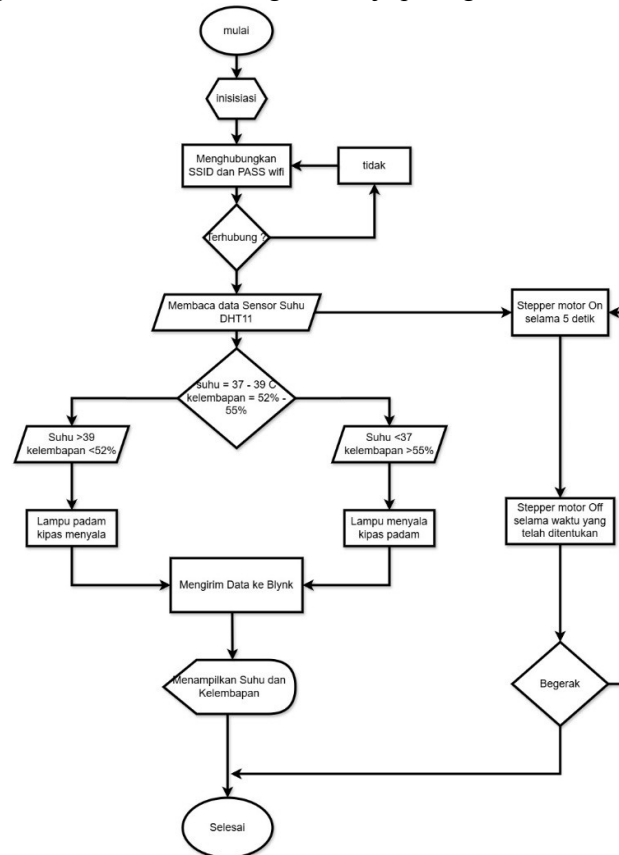 mulai
inisisiasi
Menghubungkan
SSID dan PASS wifi
tidak
Terhubung ?
Membaca data Sensor Suhu
DHT11
Stepper motor On
selama 5 detik
suhu = 37 - 39 C
kelembapan = 52% -
55%
Suhu >39
kelembapan <52%
Suhu <37
kelembapan >55%
Lampu padam
kipas menyala
Lampu menyala
kipas padam
Stepper motor Off
selama waktu yang
telah ditentukan
Mengirim Data ke Blynk
Menampilkan Suhu dan
Kelembapan
Begerak
Selesai